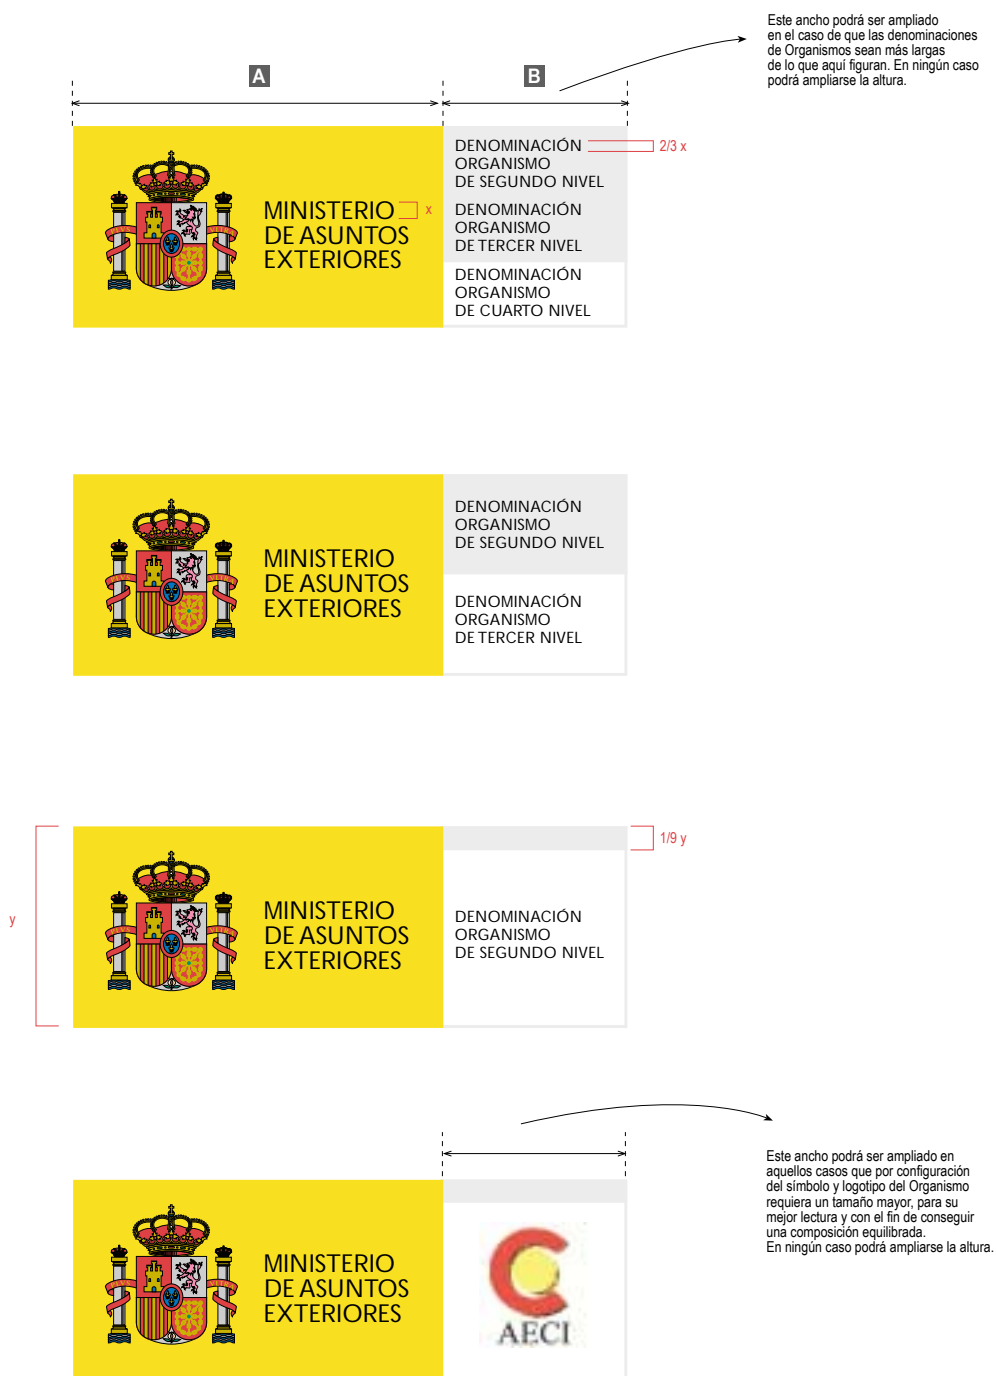 Este ancho podrá ser ampliado
en el caso de que las denominaciones
de Organismos sean más largas
de lo que aquí figuran. En ningún caso
podrá ampliarse la altura.
A
B
MINISTERIO
DE ASUNTOS
EXTERIORES
x
DENOMINACIÓN
ORGANISMO
DE SEGUNDO NIVEL
2/3 x
DENOMINACIÓN
ORGANISMO
DE TERCER NIVEL
DENOMINACIÓN
ORGANISMO
DE CUARTO NIVEL
MINISTERIO
DE ASUNTOS
EXTERIORES
DENOMINACIÓN
ORGANISMO
DE SEGUNDO NIVEL
DENOMINACIÓN
ORGANISMO
DE TERCER NIVEL
y
MINISTERIO
DE ASUNTOS
EXTERIORES
1/9 y
DENOMINACIÓN
ORGANISMO
DE SEGUNDO NIVEL
Este ancho podrá ser ampliado en
aquellos casos que por configuración
del símbolo y logotipo del Organismo
requiera un tamaño mayor, para su
mejor lectura y con el fin de conseguir
una composición equilibrada.
En ningún caso podrá ampliarse la altura.
MINISTERIO
DE ASUNTOS
EXTERIORES
AECI